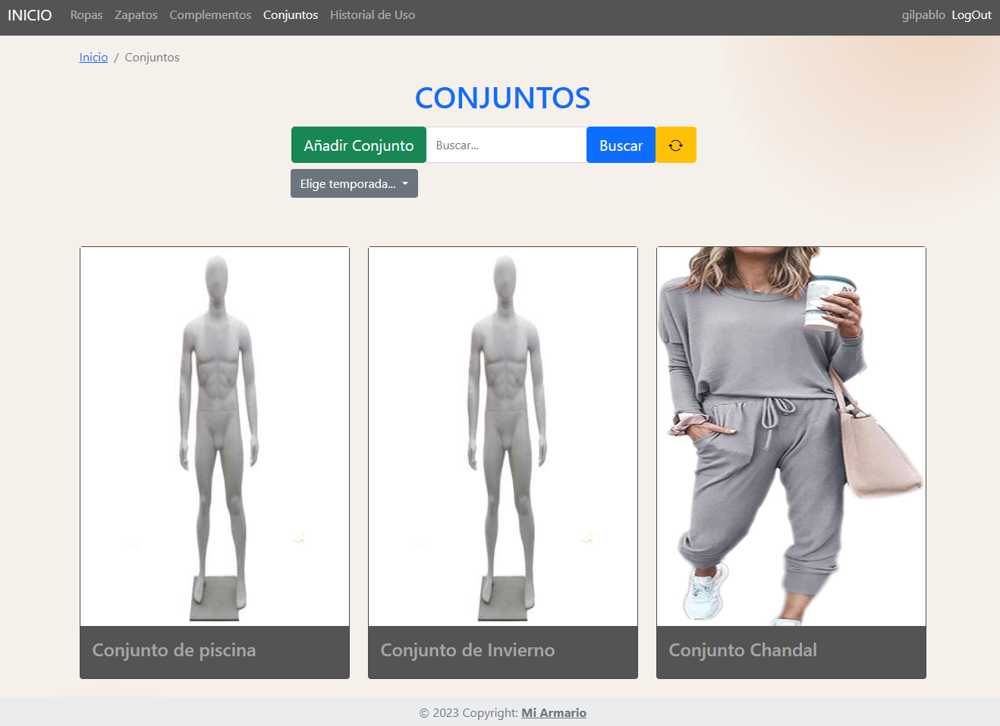 INICIO Ropas Zapatos Complementos Conjuntos Historial de Uso gilpablo LogOut
Inicio / Conjuntos
CONJUNTOS
Añadir Conjunto Buscar... Buscar
Elige temporada...
Conjunto de piscina Conjunto de Invierno Conjunto Chandal
© 2023 Copyright: Mi Armario